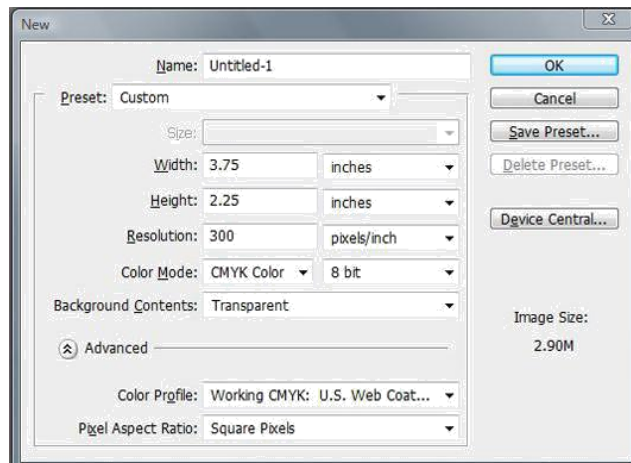 New
Name: Untitled-1
OK
Preset: Custom
Cancel
Size:
Save Preset...
Width: 3.75 inches
Delete Preset...
Height: 2.25 inches
Device Central...
Resolution: 300 pixels/inch
Color Mode: CMYK Color 8 bit
Background Contents: Transparent
Image Size:
2.90M
Advanced
Color Profile: Working CMYK: U.S. Web Coat...
Pixel Aspect Ratio: Square Pixels